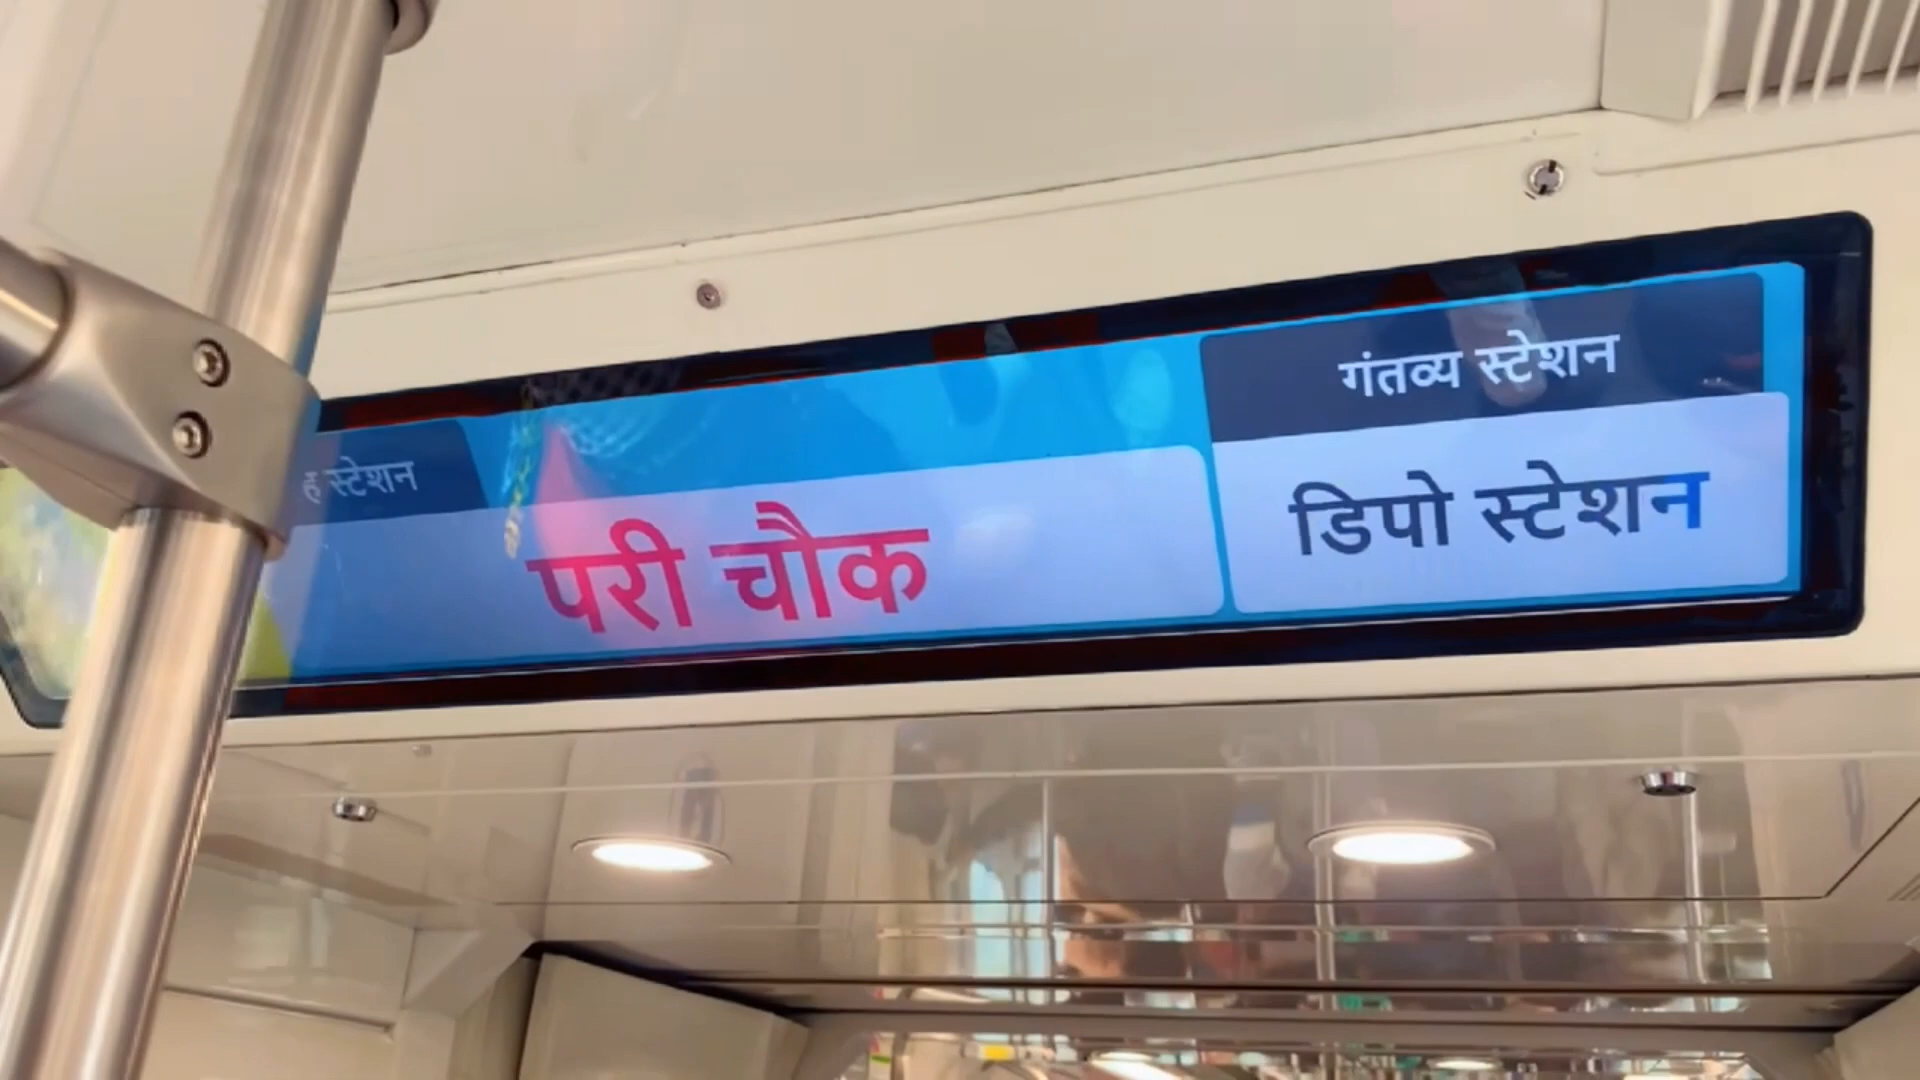 स्टेशन
परी चौक
गंतव्य स्टेशन
डिपो स्टेशन